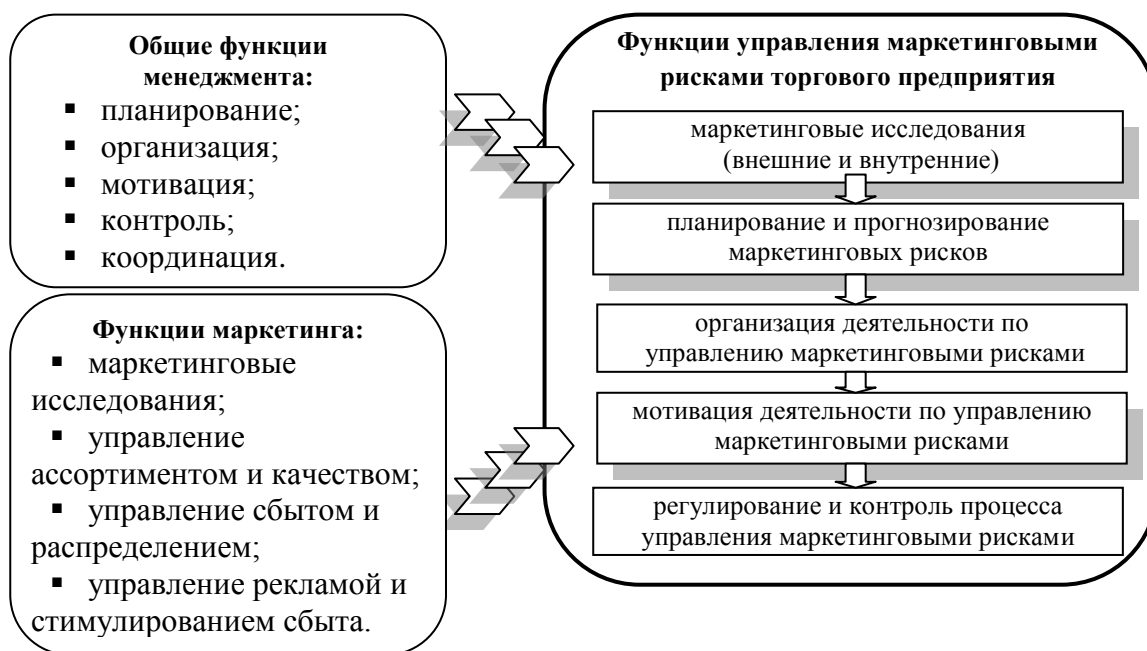 Общие функции
менеджмента:
▪ планирование;
▪ организация;
▪ мотивация;
▪ контроль;
▪ координация.
Функции маркетинга:
▪ маркетинговые
исследования;
▪ управление
ассортиментом и качеством;
▪ управление сбытом и
распределением;
▪ управление рекламой и
стимулированием сбыта.
Функции управления маркетинговыми
рисками торгового предприятия
маркетинговые исследования
(внешние и внутренние)
планирование и прогнозирование
маркетинговых рисков
организация деятельности по
управлению маркетинговыми рисками
мотивация деятельности по управлению
маркетинговыми рисками
регулирование и контроль процесса
управления маркетинговыми рисками